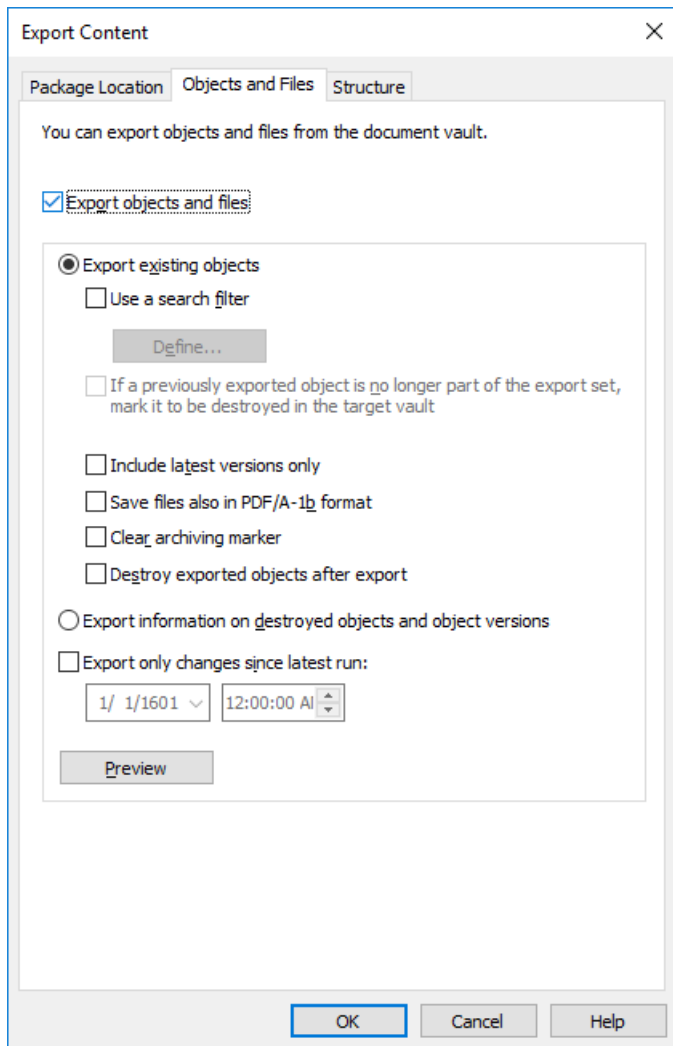 Export Content
Package Location Objects and Files Structure
You can export objects and files from the document vault.
Export objects and files
Export existing objects
Use a search filter
Define...
If a previously exported object is no longer part of the export set,
mark it to be destroyed in the target vault
Include latest versions only
Save files also in PDF/A-1b format
Clear archiving marker
Destroy exported objects after export
Export information on destroyed objects and object versions
Export only changes since latest run:
1/ 1/1601 12:00:00 AI
Preview
OK Cancel Help